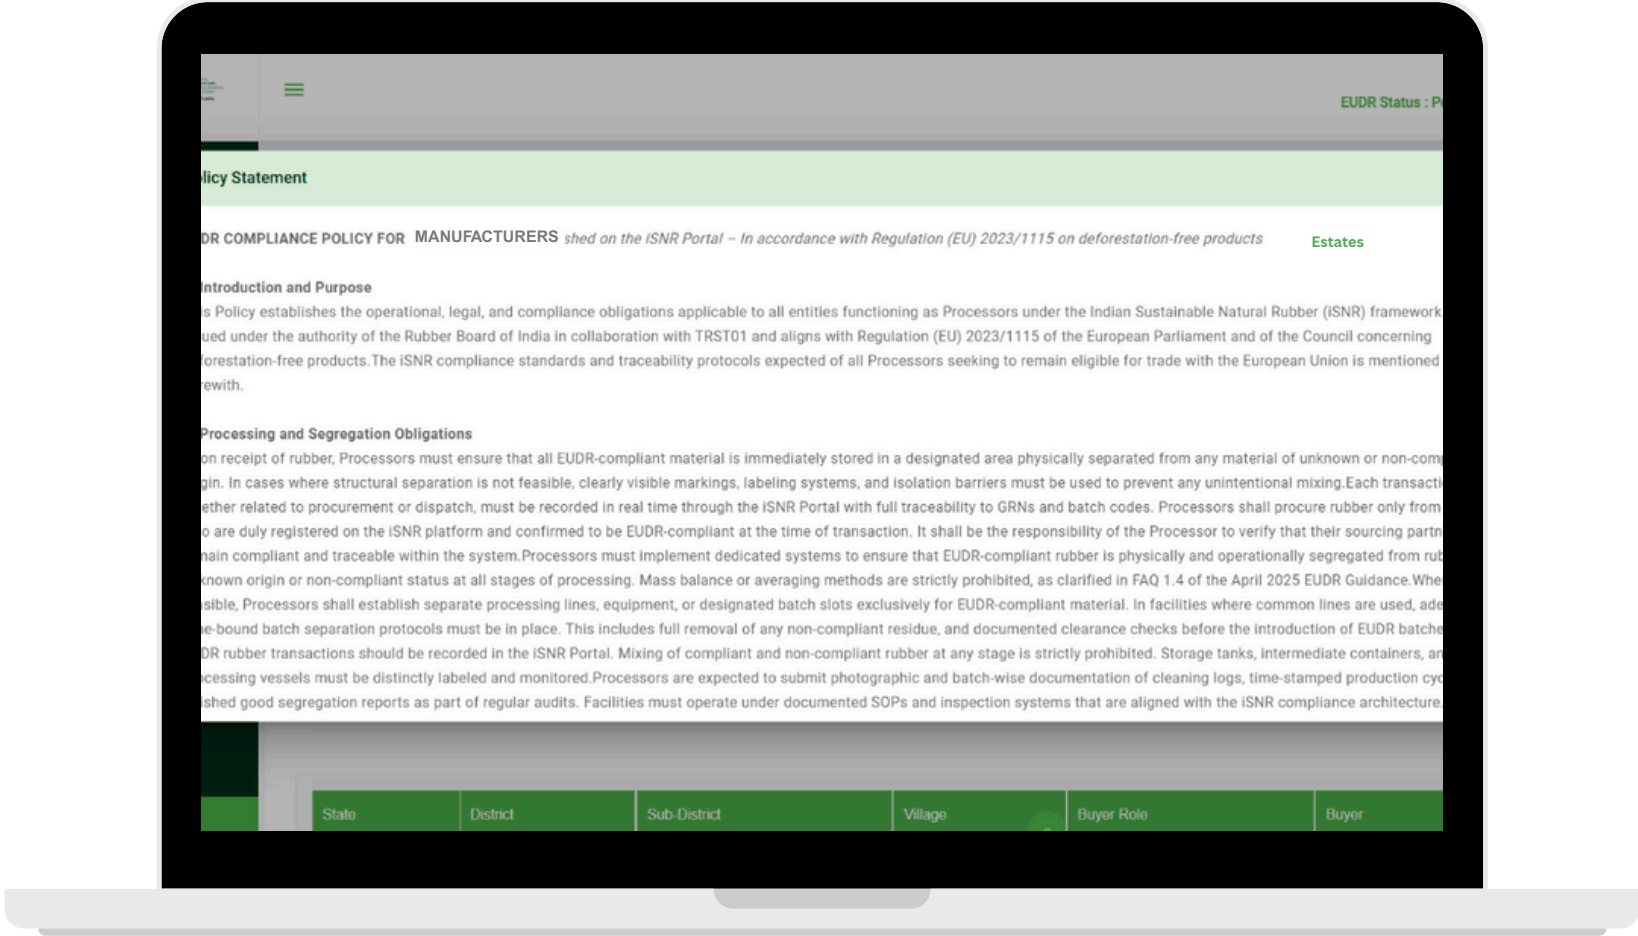 EUDR Status : P
licy Statement
DR COMPLIANCE POLICY FOR MANUFACTURERS shed on the iSNR Portal – In accordance with Regulation (EU) 2023/1115 on deforestation-free products Estates
Introduction and Purpose
s Policy establishes the operational, legal, and compliance obligations applicable to all entities functioning as Processors under the Indian Sustainable Natural Rubber (iSNR) framework
ued under the authority of the Rubber Board of India in collaboration with TRST01 and aligns with Regulation (EU) 2023/1115 of the European Parliament and of the Council concerning
forestation-free products.The iSNR compliance standards and traceability protocols expected of all Processors seeking to remain eligible for trade with the European Union is mentioned
rewith.
Processing and Segregation Obligations
on receipt of rubber, Processors must ensure that all EUDR-compliant material is immediately stored in a designated area physically separated from any material of unknown or non-com
gin. In cases where structural separation is not feasible, clearly visible markings, labeling systems, and isolation barriers must be used to prevent any unintentional mixing.Each transacti
ether related to procurement or dispatch, must be recorded in real time through the iSNR Portal with full traceability to GRNs and batch codes. Processors shall procure rubber only from
o are duly registered on the iSNR platform and confirmed to be EUDR-compliant at the time of transaction. It shall be the responsibility of the Processor to verify that their sourcing partn
main compliant and traceable within the system.Processors must implement dedicated systems to ensure that EUDR-compliant rubber is physically and operationally segregated from rub
known origin or non-compliant status at all stages of processing. Mass balance or averaging methods are strictly prohibited, as clarified in FAQ 1.4 of the April 2025 EUDR Guidance.Whe
sible, Processors shall establish separate processing lines, equipment, or designated batch slots exclusively for EUDR-compliant material. In facilities where common lines are used, ade
e-bound batch separation protocols must be in place. This includes full removal of any non-compliant residue, and documented clearance checks before the introduction of EUDR batche
DR rubber transactions should be recorded in the iSNR Portal. Mixing of compliant and non-compliant rubber at any stage is strictly prohibited. Storage tanks, intermediate containers, an
cessing vessels must be distinctly labeled and monitored.Processors are expected to submit photographic and batch-wise documentation of cleaning logs, time-stamped production cyc
ished good segregation reports as part of regular audits. Facilities must operate under documented SOPs and inspection systems that are aligned with the iSNR compliance architecture.
State District Sub-District Village Buyer Role Buyer